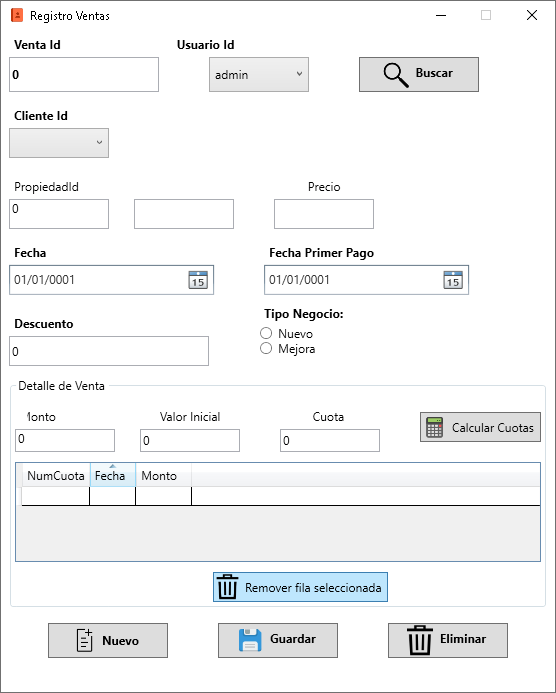 Registro Ventas
Venta Id
Usuario Id
0
admin
Buscar
Cliente Id
PropiedadId
Precio
0
Fecha
Fecha Primer Pago
01/01/0001
15
01/01/0001
15
Descuento
Tipo Negocio:
0
Nuevo
Mejora
Detalle de Venta
Monto
Valor Inicial
Cuota
0
0
0
Calcular Cuotas
NumCuota
Fecha
Monto
Remover fila seleccionada
Nuevo
Guardar
Eliminar